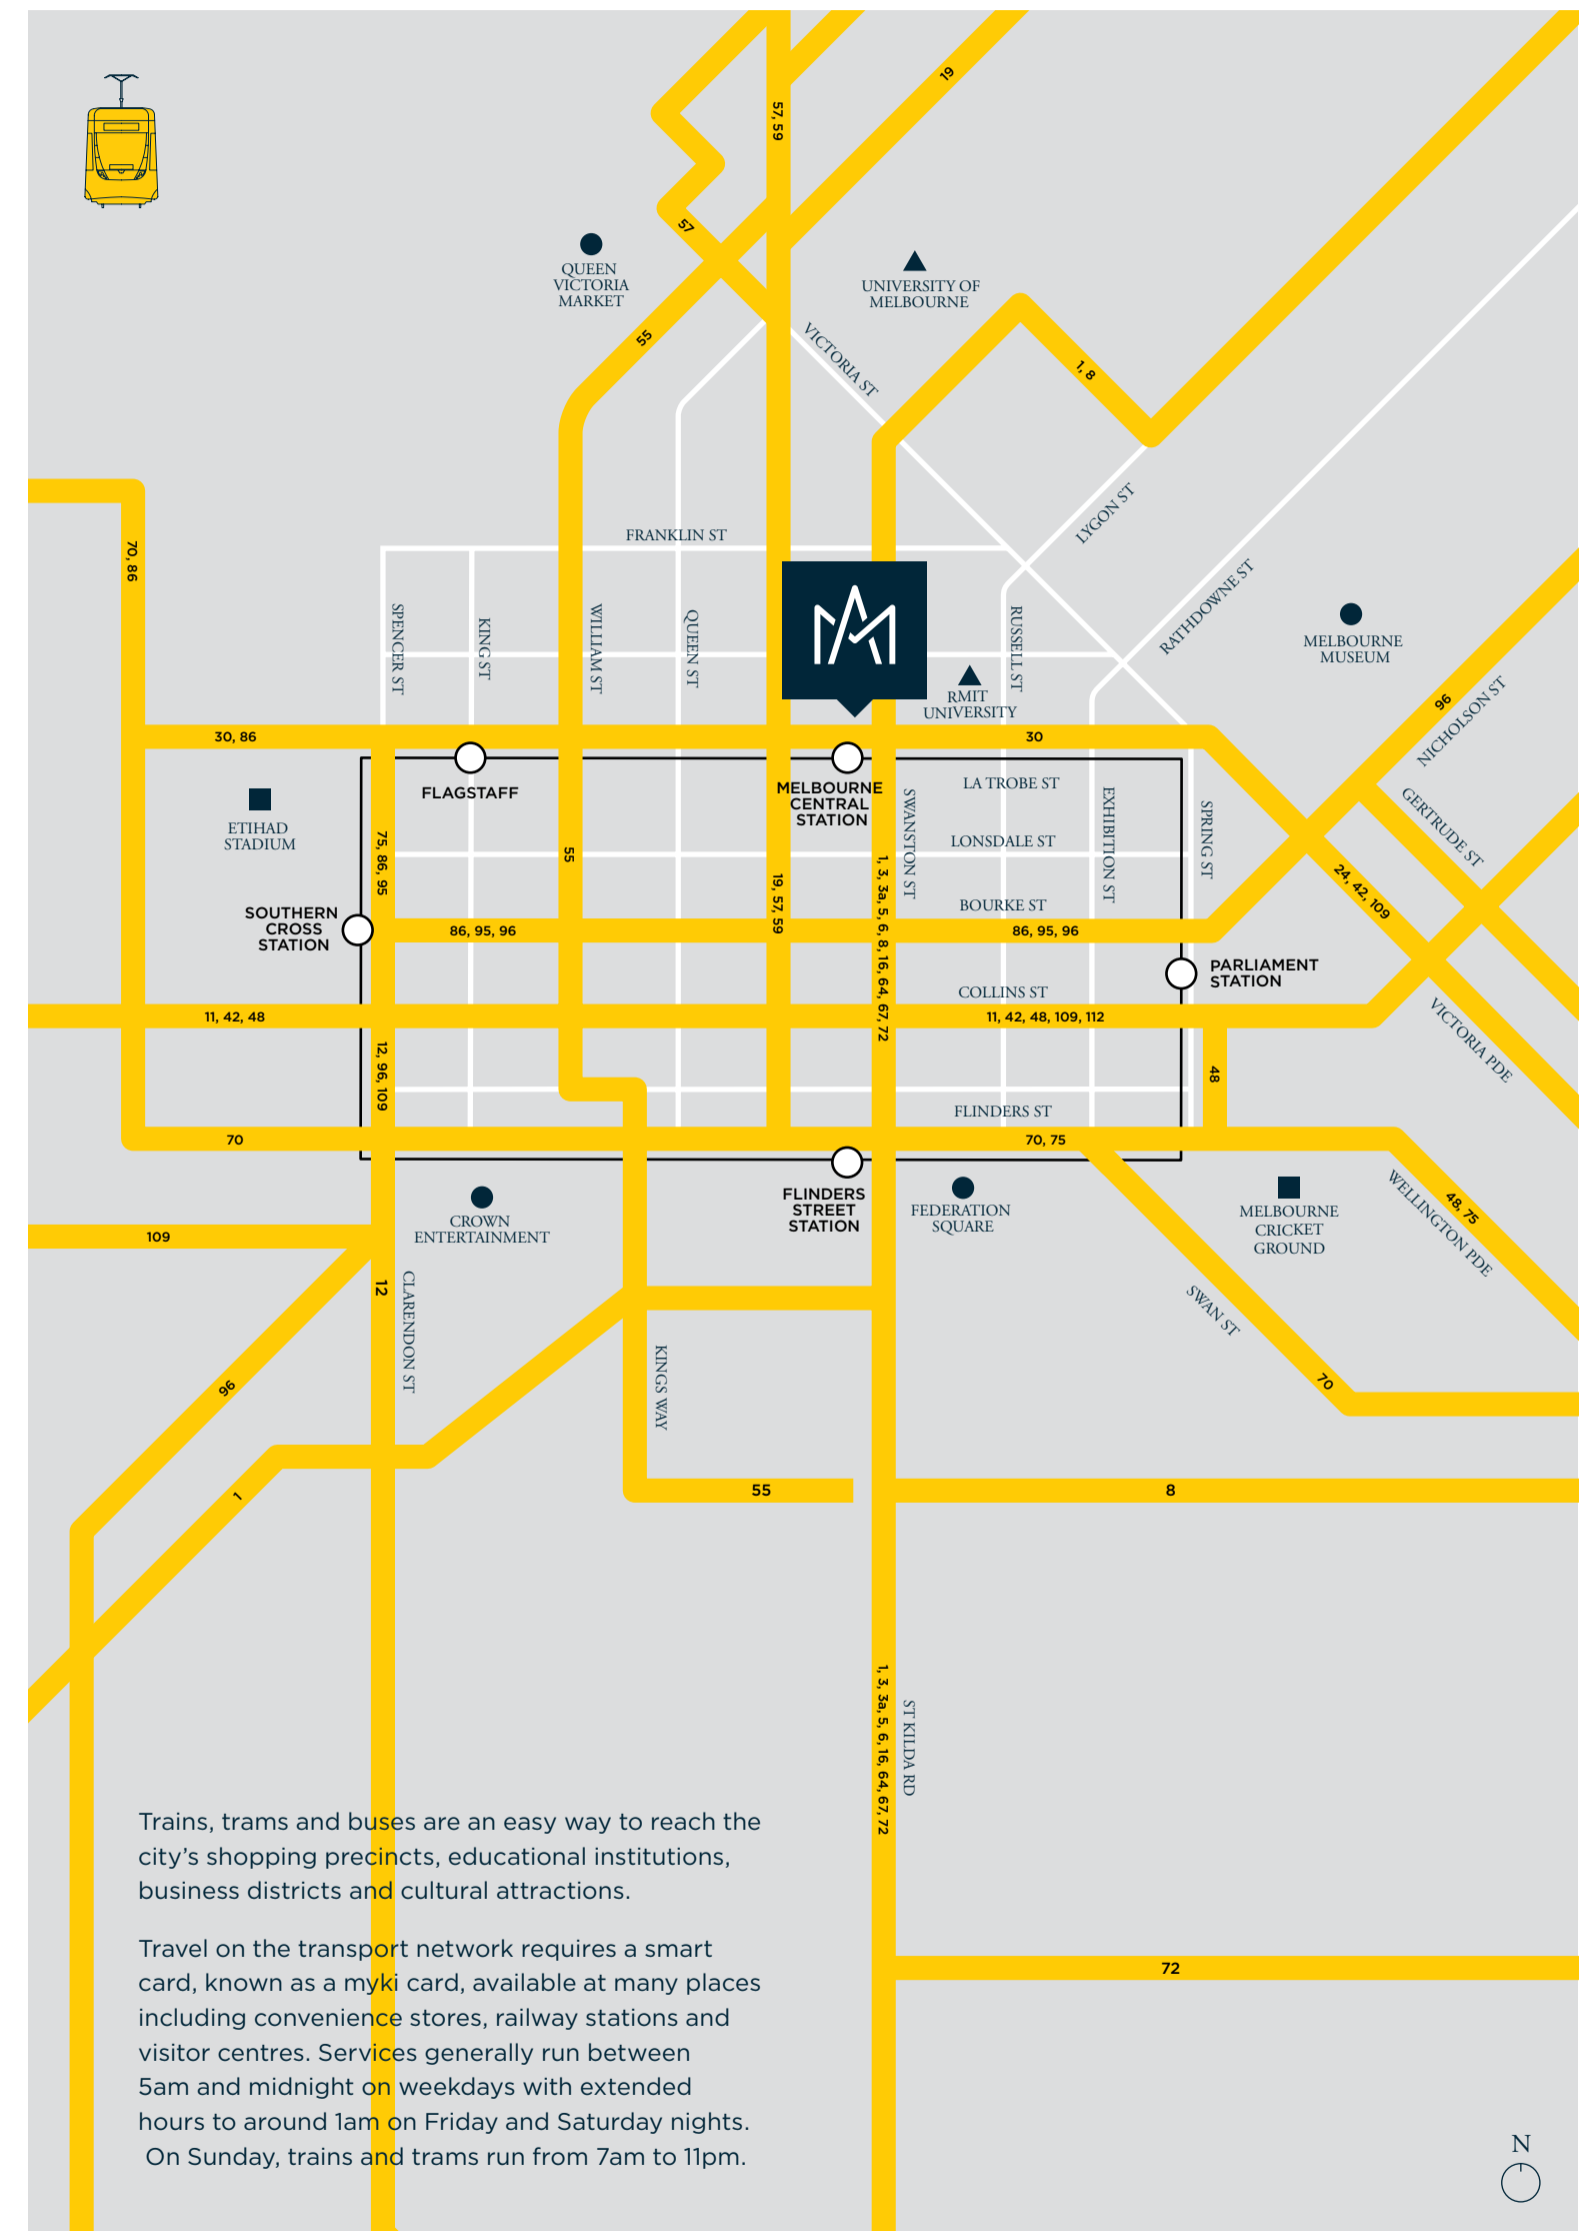 57, 59
19
57
QUEEN
VICTORIA
MARKET
UNIVERSITY OF
MELBOURNE
55
VICTORIA ST
1, 8
LYGON ST
FRANKLIN ST
70, 86
RATHDOWNE ST
SPENCER ST
KING ST
WILLIAM ST
QUEEN ST
RUSSELL ST
MELBOURNE
MUSEUM
RMIT
UNIVERSITY
96
NICHOLSON ST
30, 86
30
FLAGSTAFF
MELBOURNE
CENTRAL
STATION
LA TROBE ST
SWANSTON ST
EXHIBITION ST
SPRING ST
GERTRUDE ST
ETIHAD
STADIUM
75, 86, 95
55
19, 57, 59
1, 3, 3a, 5, 6, 8, 16, 64, 67, 72
LONSDALE ST
24, 42, 109
SOUTHERN
CROSS
STATION
86, 95, 96
BOURKE ST
86, 95, 96
PARLIAMENT
STATION
COLLINS ST
11, 42, 48
11, 42, 48, 109, 112
VICTORIA PDE
12, 96, 109
48
FLINDERS ST
70
70, 75
FLINDERS
STREET
STATION
CROWN
ENTERTAINMENT
FEDERATION
SQUARE
MELBOURNE
CRICKET
GROUND
WELLINGTON PDE
48, 75
109
12
CLARENDON ST
SWAN ST
96
KINGS WAY
70
1
55
8
1, 3, 3a, 5, 6, 16, 64, 67, 72
ST KILDA RD
Trains, trams and buses are an easy way to reach the
city's shopping precincts, educational institutions,
business districts and cultural attractions.
Travel on the transport network requires a smart
card, known as a myki card, available at many places
including convenience stores, railway stations and
visitor centres. Services generally run between
5am and midnight on weekdays with extended
hours to around 1am on Friday and Saturday nights.
On Sunday, trains and trams run from 7am to 11pm.
72
N